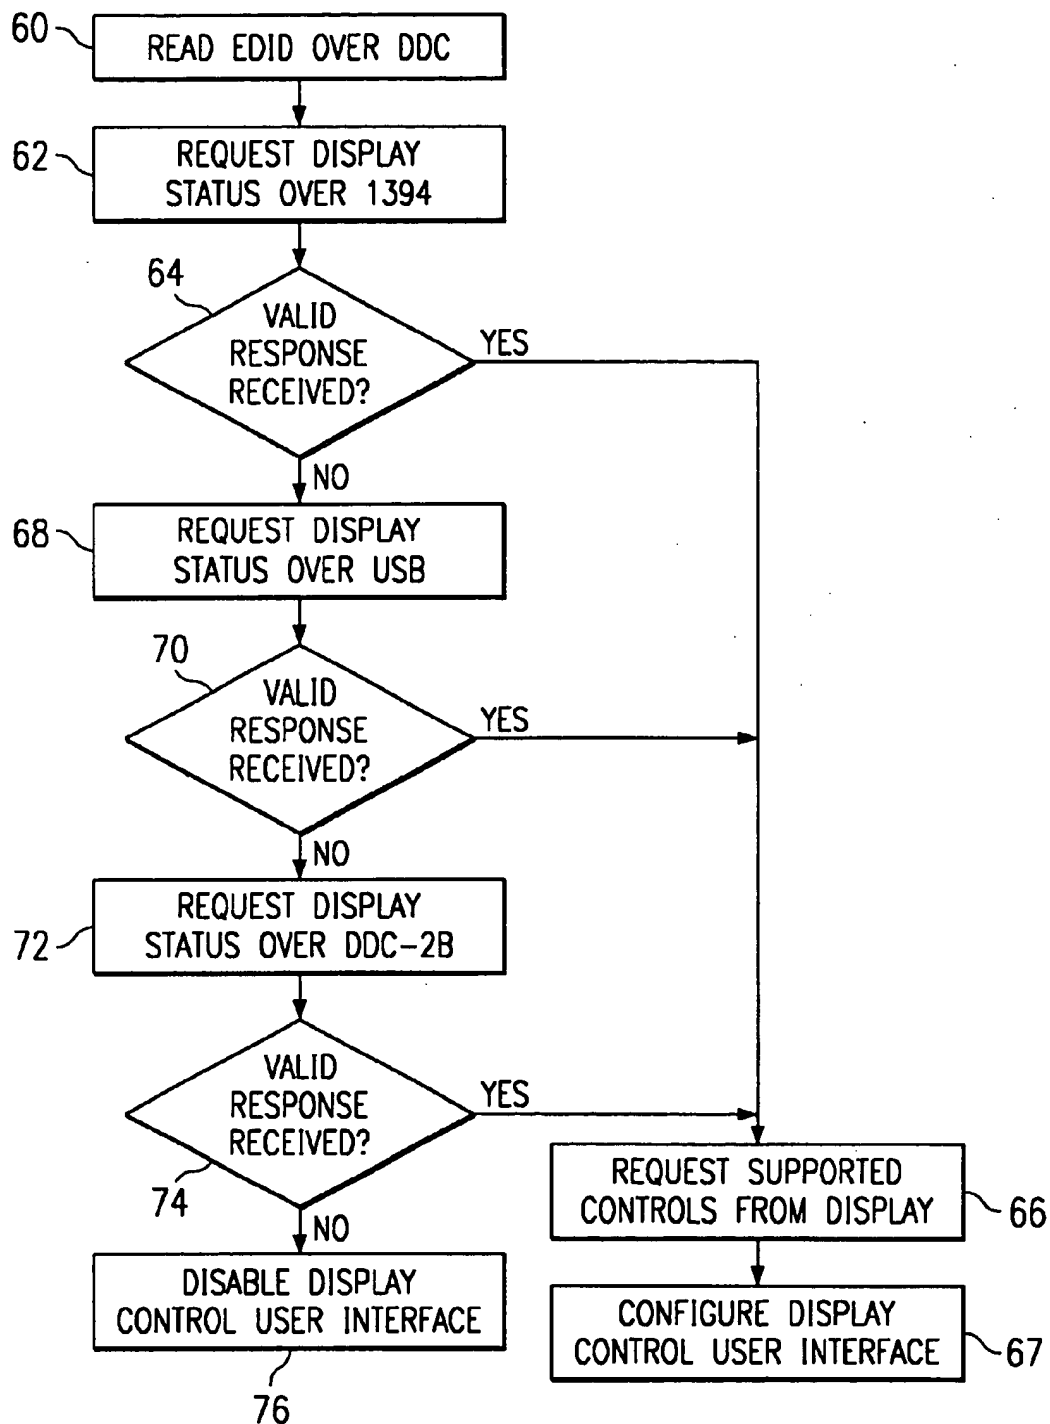 60
READ EDID OVER DDC
62
REQUEST DISPLAY
STATUS OVER 1394
64
VALID
RESPONSE
RECEIVED?
YES
NO
68
REQUEST DISPLAY
STATUS OVER USB
70
VALID
RESPONSE
RECEIVED?
YES
NO
72
REQUEST DISPLAY
STATUS OVER DDC-2B
VALID
RESPONSE
RECEIVED?
YES
74
NO
REQUEST SUPPORTED
CONTROLS FROM DISPLAY
66
DISABLE DISPLAY
CONTROL USER INTERFACE
76
CONFIGURE DISPLAY
CONTROL USER INTERFACE
67